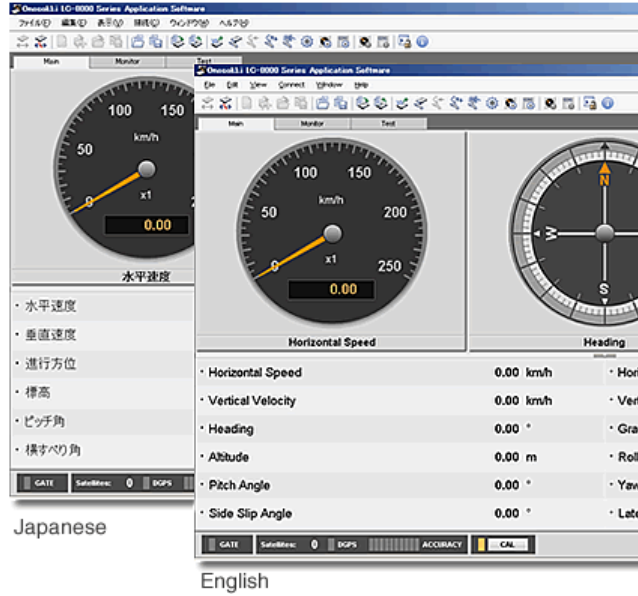 Onosokki LC-8000 Series Application Software
ファイル(F) 編集(E) 表示(V) 接続(C) ウィンドウ(W) ヘルプ(H)
Main Monitor Test
50 100 150
km/h
x1
0
0.00
水平速度
・水平速度
・垂直速度
・進行方位
・標高
・ピッチ角
・横すべり角
GATE Satellites: 0 DGPS
Japanese
Onosokki LC-8000 Series Application Software
File Edit View Connect Window Help
Main Monitor Test
0 50 100 150 200 250
km/h
x1
0.00
Horizontal Speed
N
W
S
Heading
・Horizontal Speed 0.00 km/h
・Vertical Velocity 0.00 km/h ・Ver
・Heading 0.00 ° ・Gra
・Altitude 0.00 m ・Roll
・Pitch Angle 0.00 ° ・Yaw
・Side Slip Angle 0.00 ° ・Late
GATE Satellites: 0 DGPS ACCURACY CAL
English